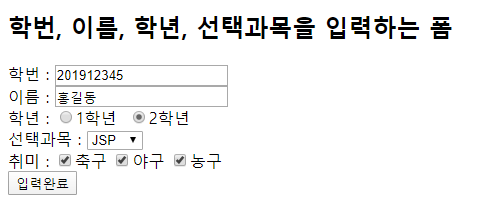 학번, 이름, 학년, 선택과목을 입력하는 폼
학번 : 201912345
이름 : 홍길동
학년 : 1학년 2학년
선택과목 : JSP
취미 : 축구 야구 농구
입력완료